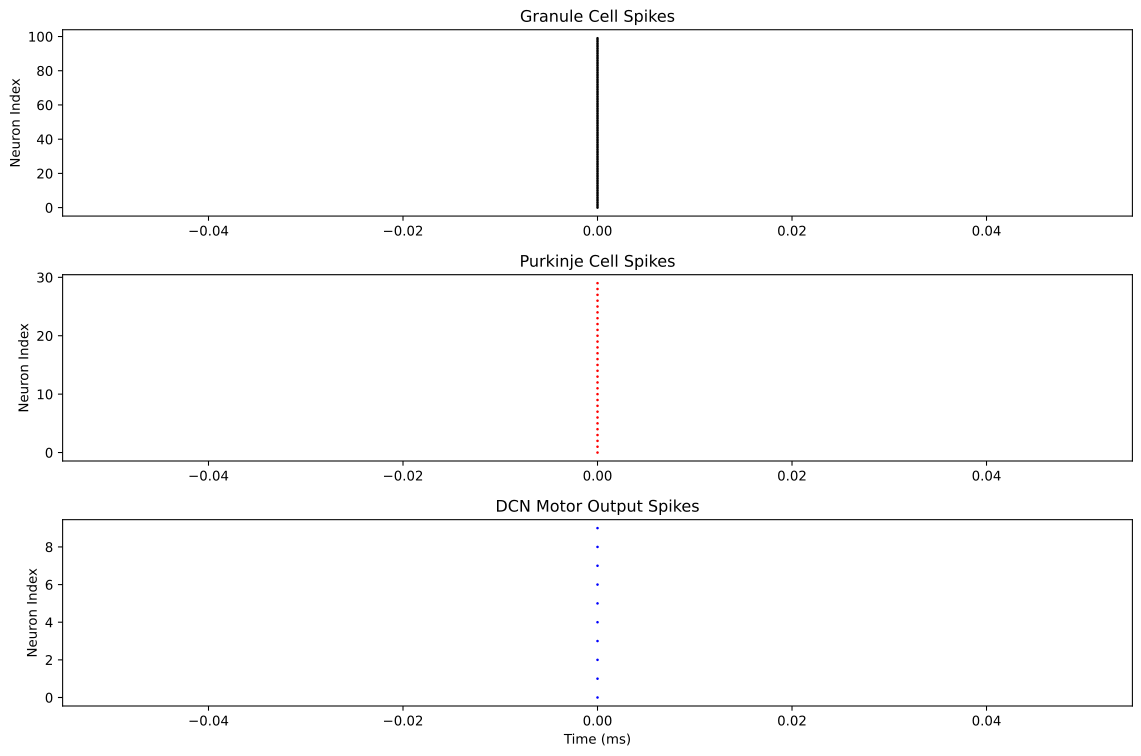 Granule Cell Spikes
Neuron Index
100
80
60
40
20
0
−0.04 −0.02 0.00 0.02 0.04
Purkinje Cell Spikes
Neuron Index
30
20
10
0
−0.04 −0.02 0.00 0.02 0.04
DCN Motor Output Spikes
Neuron Index
8
6
4
2
0
−0.04 −0.02 0.00 0.02 0.04
Time (ms)